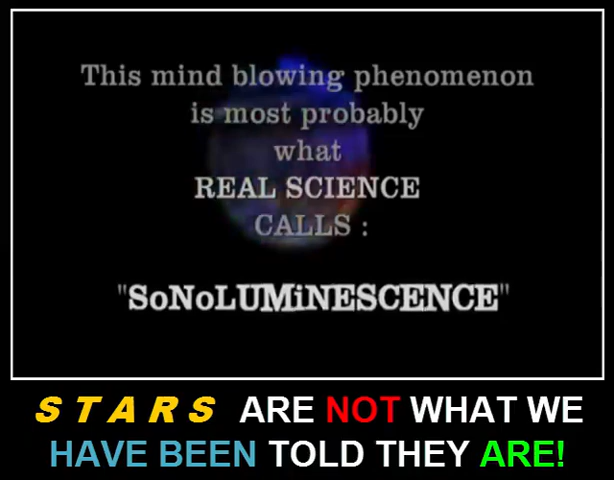 This mind blowing phenomenon
is most probably
what
REAL SCIENCE
CALLS :
"SoNoLUMiNESCENCE"
STARS ARE NOT WHAT WE
HAVE BEEN TOLD THEY ARE!